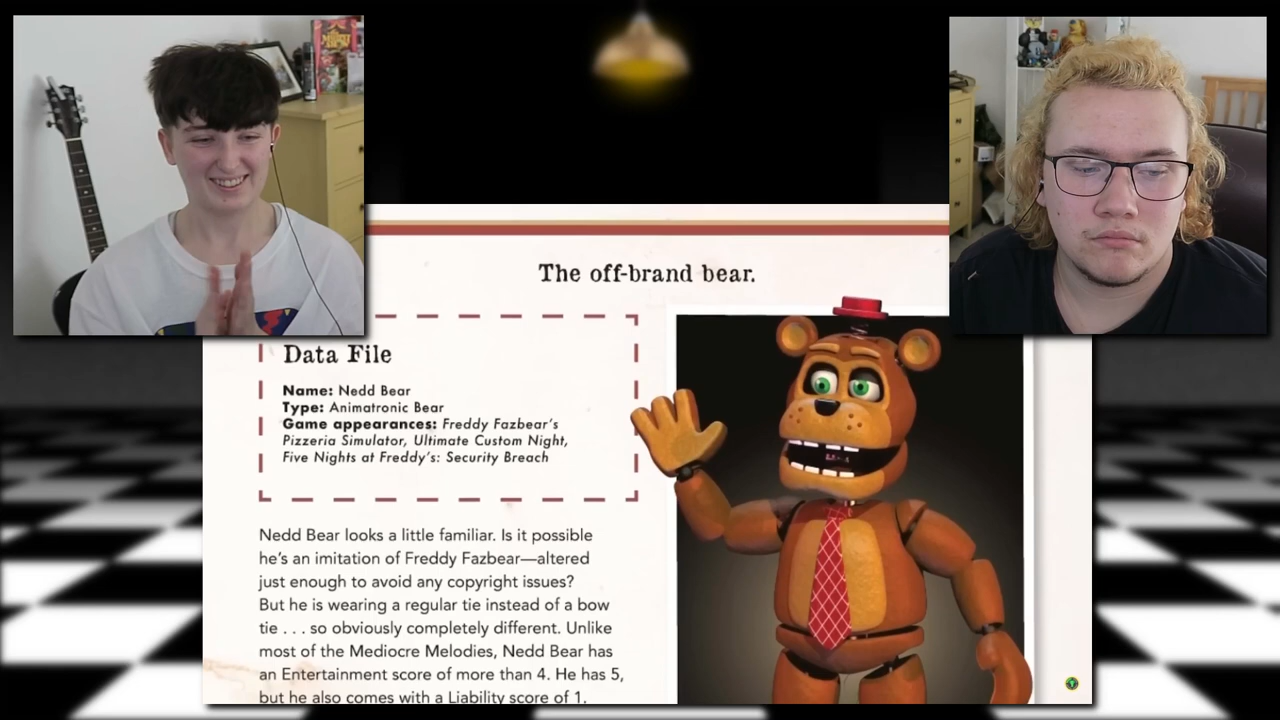 The off-brand bear.
Data File
Name: Nedd Bear
Type: Animatronic Bear
Game appearances: Freddy Fazbear's
Pizzeria Simulator, Ultimate Custom Night,
Five Nights at Freddy's: Security Breach
Nedd Bear looks a little familiar. Is it possible
he's an imitation of Freddy Fazbear—altered
just enough to avoid any copyright issues?
But he is wearing a regular tie instead of a bow
tie . . . so obviously completely different. Unlike
most of the Mediocre Melodies, Nedd Bear has
an Entertainment score of more than 4. He has 5,
but he also comes with a Liability score of 1.